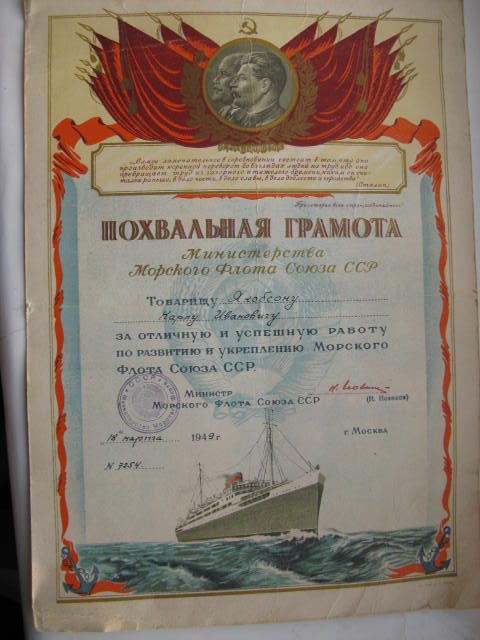 „Самое замечательное в соревновании состоит в том, что оно
производит коренной переворот во взглядах людей на труд, ибо оно
превращает труд из зазорного и тяжелого бремени, каким он счи-
тался раньше, в дело чести, в дело славы, в дело доблести и геройства“
(Сталин)
Пролетарии всех стран, соединяйтесь!
ПОХВАЛЬНАЯ ГРАМОТА
Министерства
Морского Флота Союза ССР
Товарищу Якобсону
Карлу Ивановичу
за отличную и успешную работу
по развитию и укреплению Морского
Флота Союза ССР.
Министр
Морского Флота Союза ССР
(Н. Новиков)
"18" марта 1949 г.
г. Москва
N 7254